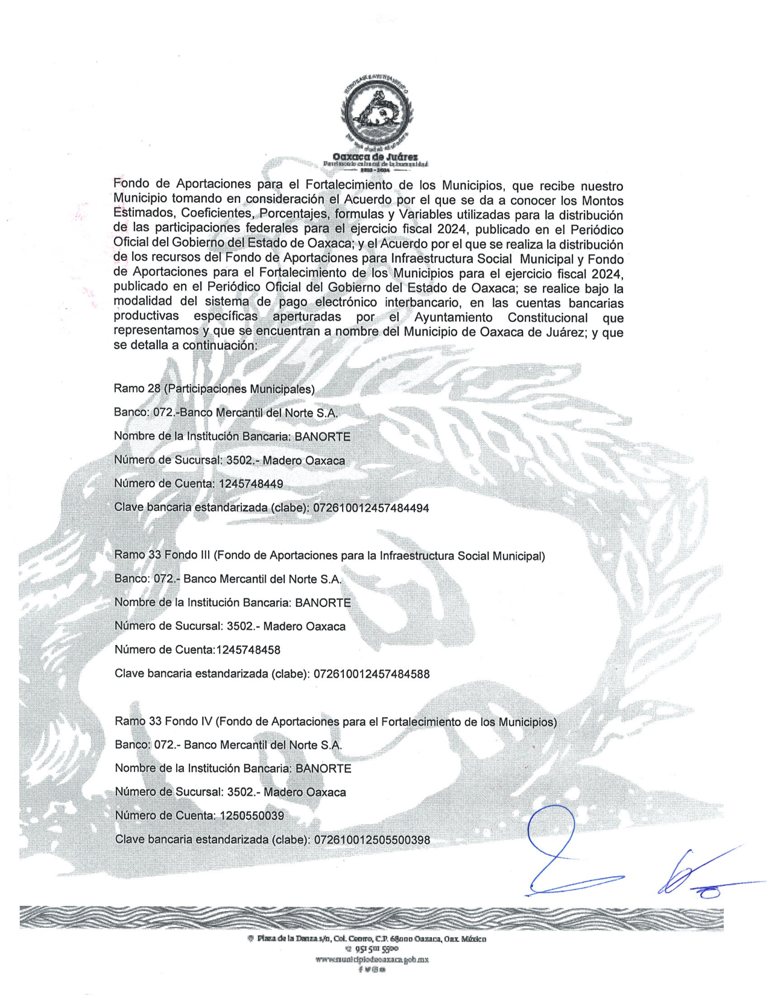 HONORABLE AYUNTAMIENTO
Oaxaca de Juárez
Patrimonio cultural de la humanidad
Fondo de Aportaciones para el Fortalecimiento de los Municipios, que recibe nuestro
Municipio tomando en consideración el Acuerdo por el que se da a conocer los Montos
Estimados, Coeficientes, Porcentajes, formulas y Variables utilizadas para la distribución
de las participaciones federales para el ejercicio fiscal 2024, publicado en el Periódico
Oficial del Gobierno del Estado de Oaxaca; y el Acuerdo por el que se realiza la distribución
de los recursos del Fondo de Aportaciones para Infraestructura Social Municipal y Fondo
de Aportaciones para el Fortalecimiento de los Municipios para el ejercicio fiscal 2024,
publicado en el Periódico Oficial del Gobierno del Estado de Oaxaca; se realice bajo la
modalidad del sistema de pago electrónico interbancario, en las cuentas bancarias
productivas específicas aperturadas por el Ayuntamiento Constitucional que
representamos y que se encuentran a nombre del Municipio de Oaxaca de Juárez; y que
se detalla a continuación:
Ramo 28 (Participaciones Municipales)
Banco: 072.-Banco Mercantil del Norte S.A.
Nombre de la Institución Bancaria: BANORTE
Número de Sucursal: 3502.- Madero Oaxaca
Número de Cuenta: 1245748449
Clave bancaria estandarizada (clabe): 072610012457484494
Ramo 33 Fondo III (Fondo de Aportaciones para la Infraestructura Social Municipal)
Banco: 072.- Banco Mercantil del Norte S.A.
Nombre de la Institución Bancaria: BANORTE
Número de Sucursal: 3502.- Madero Oaxaca
Número de Cuenta:1245748458
Clave bancaria estandarizada (clabe): 072610012457484588
Ramo 33 Fondo IV (Fondo de Aportaciones para el Fortalecimiento de los Municipios)
Banco: 072.- Banco Mercantil del Norte S.A.
Nombre de la Institución Bancaria: BANORTE
Número de Sucursal: 3502.- Madero Oaxaca
Número de Cuenta: 1250550039
Clave bancaria estandarizada (clabe): 072610012505500398
Plaza de la Danza s/n, Col. Centro, C.P. 68000 Oaxaca, Oax. México
951 501 5500
www.municipiodeoaxaca.gob.mx